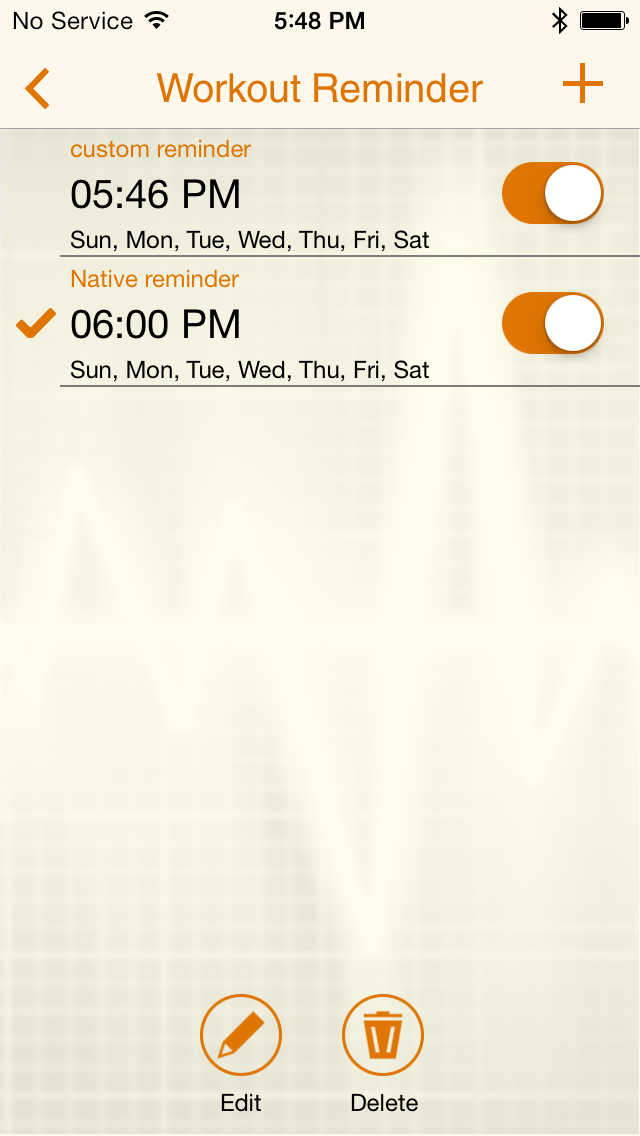 No Service 5:48 PM
Workout Reminder
custom reminder
05:46 PM
Sun, Mon, Tue, Wed, Thu, Fri, Sat
Native reminder
06:00 PM
Sun, Mon, Tue, Wed, Thu, Fri, Sat
Edit Delete